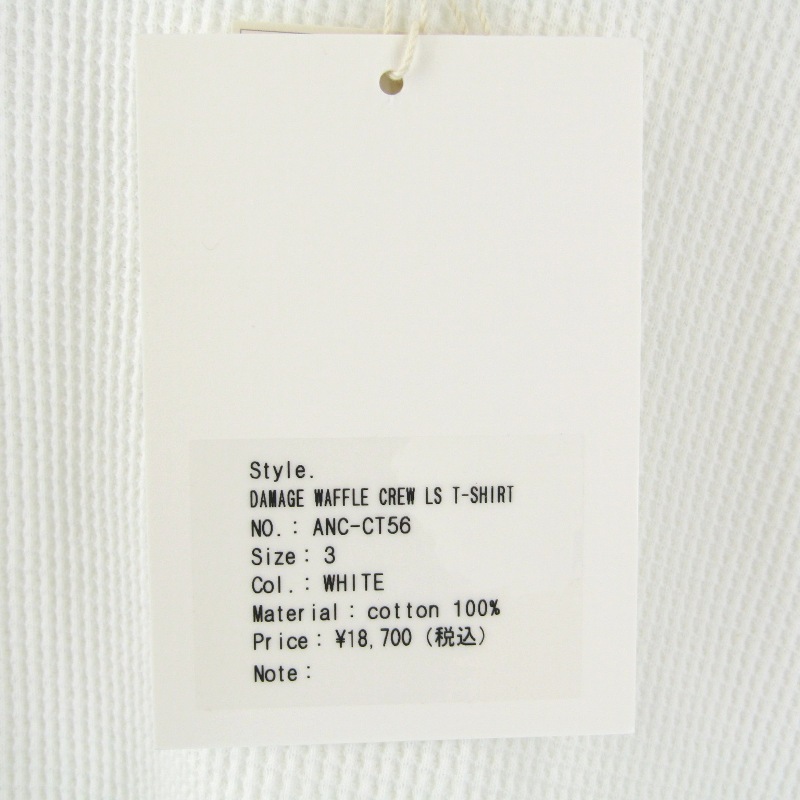 Style.
DAMAGE WAFFLE CREW LS T-SHIRT
NO.: ANC-CT56
Size: 3
Col.: WHITE
Material: cotton 100%
Price: ¥18,700 (税込)
Note: